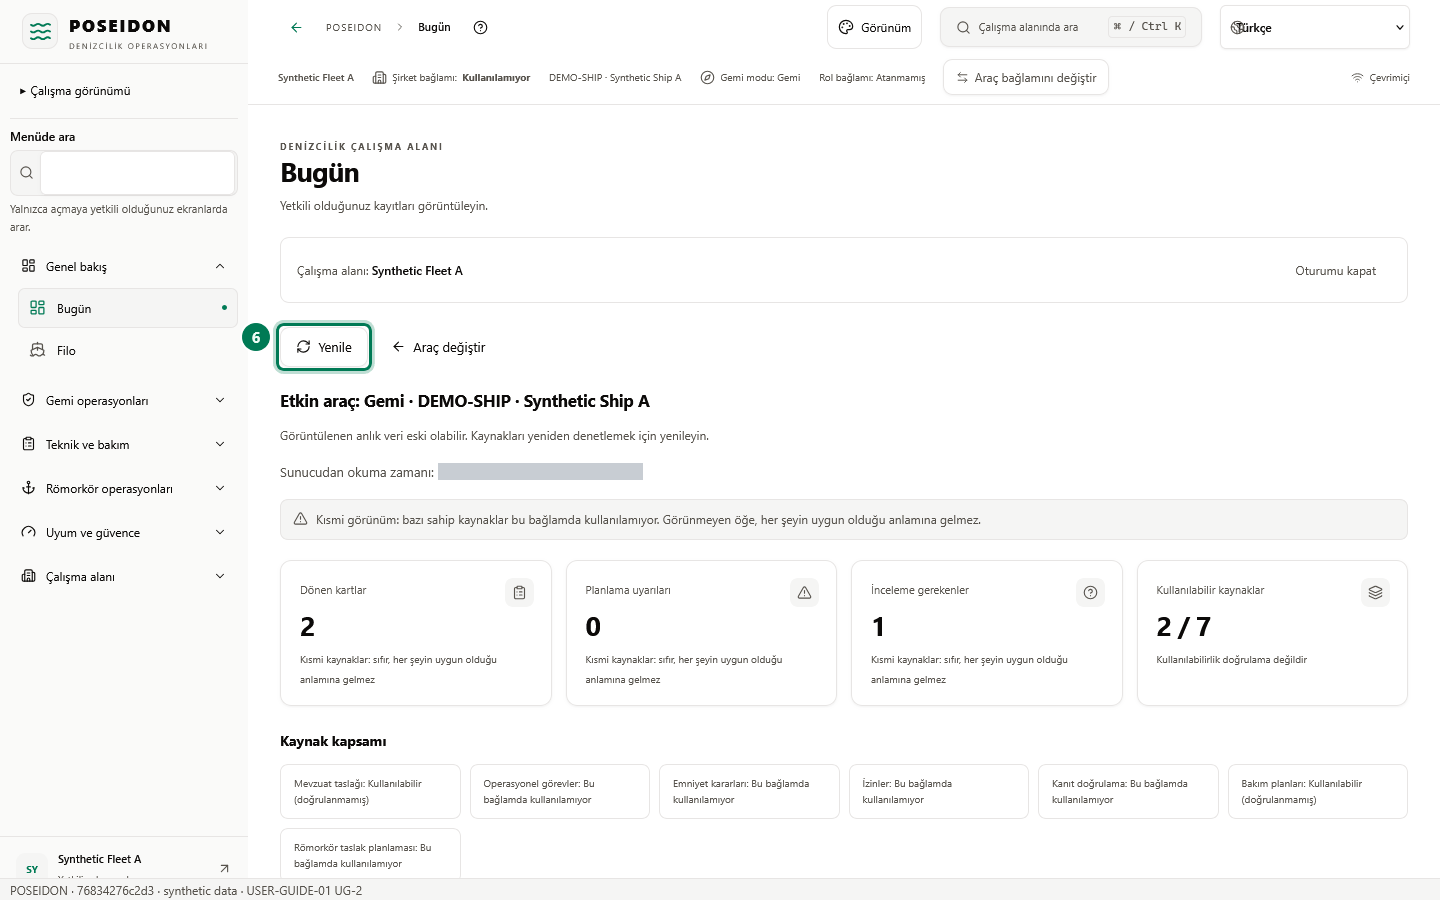 POSEIDON
DENİZCİLİK OPERASYONLARI
Çalışma görünümü
Menüde ara
Yalnızca açmaya yetkili olduğunuz ekranlarda
arar.
Genel bakış
Bugün
Filo
Gemi operasyonları
Teknik ve bakım
Römorkör operasyonları
Uyum ve güvence
Çalışma alanı
SY
Synthetic Fleet A
POSEIDON
Bugün
Görünüm
Çalışma alanında ara
⌘ / Ctrl K
Türkçe
Synthetic Fleet A
Şirket bağlamı: Kullanılamıyor
DEMO-SHIP · Synthetic Ship A
Gemi modu: Gemi
Rol bağlamı: Atanmamış
Araç bağlamını değiştir
Çevrimiçi
DENİZCİLİK ÇALIŞMA ALANI
Bugün
Yetkili olduğunuz kayıtları görüntüleyin.
Çalışma alanı: Synthetic Fleet A
Oturumu kapat
6
Yenile
Araç değiştir
Etkin araç: Gemi · DEMO-SHIP · Synthetic Ship A
Görüntülenen anlık veri eski olabilir. Kaynakları yeniden denetlemek için yenileyin.
Sunucudan okuma zamanı:
Kısmi görünüm: bazı sahip kaynaklar bu bağlamda kullanılamıyor. Görünmeyen öğe, her şeyin uygun olduğu anlamına gelmez.
Dönen kartlar
2
Kısmi kaynaklar: sıfır, her şeyin uygun olduğu
anlamına gelmez
Planlama uyarıları
0
Kısmi kaynaklar: sıfır, her şeyin uygun olduğu
anlamına gelmez
İnceleme gerekenler
1
Kısmi kaynaklar: sıfır, her şeyin uygun olduğu
anlamına gelmez
Kullanılabilir kaynaklar
2 / 7
Kullanılabilirlik doğrulama değildir
Kaynak kapsamı
Mevzuat taslağı: Kullanılabilir
(doğrulanmamış)
Operasyonel görevler: Bu
bağlamda kullanılamıyor
Emniyet kararları: Bu bağlamda
kullanılamıyor
İzinler: Bu bağlamda
kullanılamıyor
Kanıt doğrulama: Bu bağlamda
kullanılamıyor
Bakım planları: Kullanılabilir
(doğrulanmamış)
Römorkör taslak planlaması: Bu
bağlamda kullanılamıyor
POSEIDON · 76834276c2d3 · synthetic data · USER-GUIDE-01 UG-2